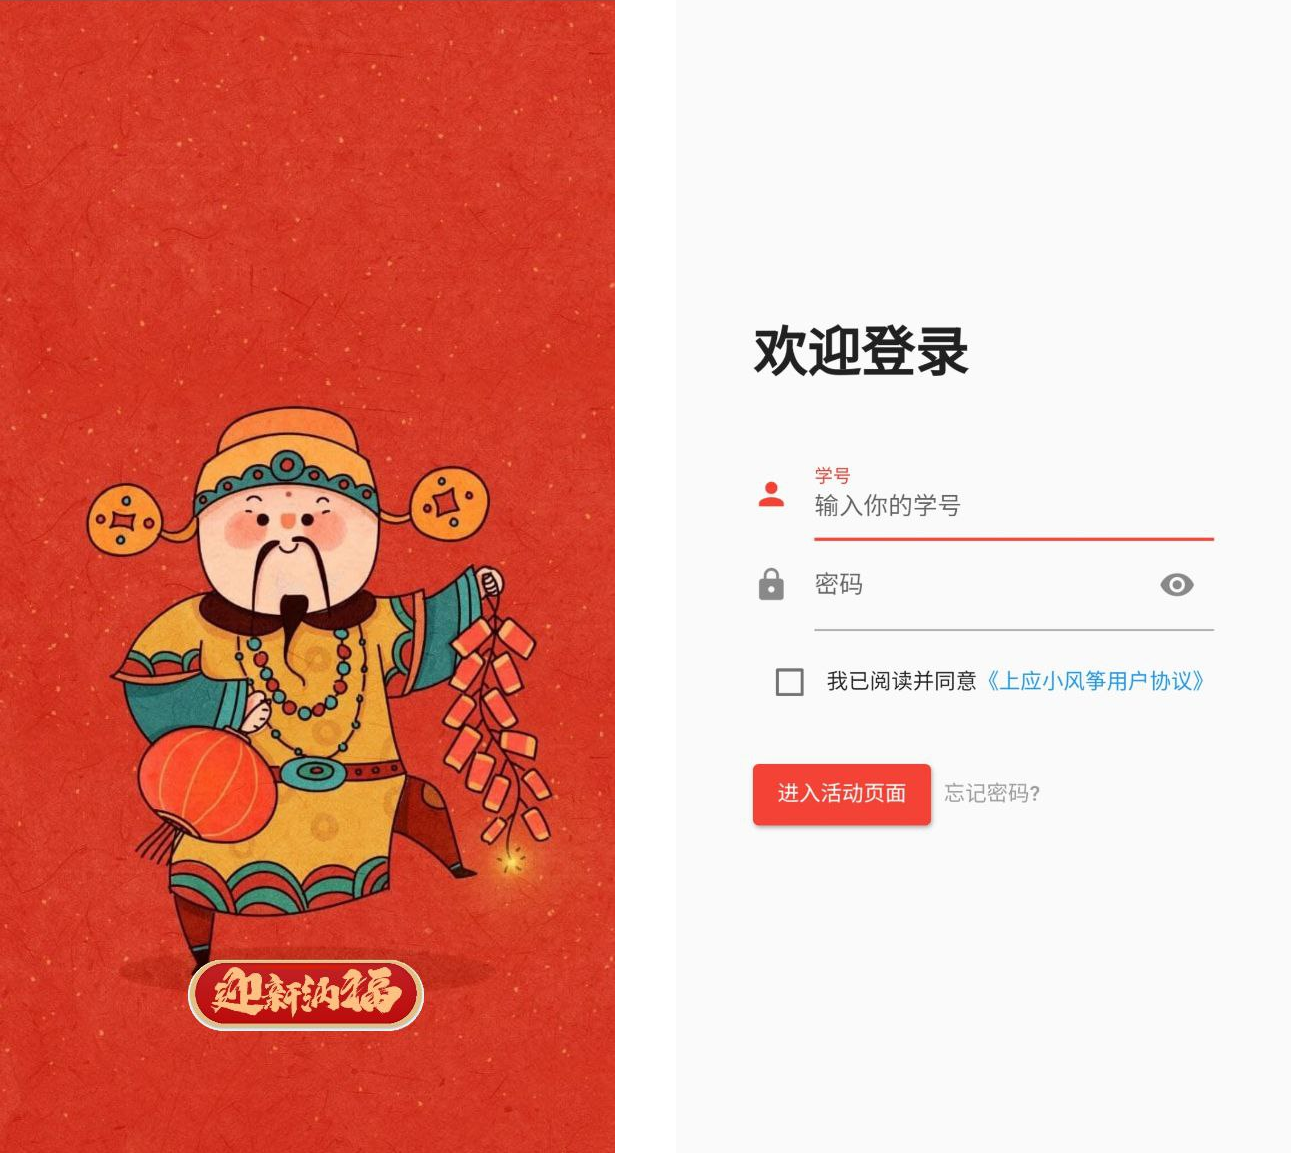 迎新纳福
欢迎登录
学号
输入你的学号
密码
我已阅读并同意《上应小风筝用户协议》
进入活动页面 忘记密码?